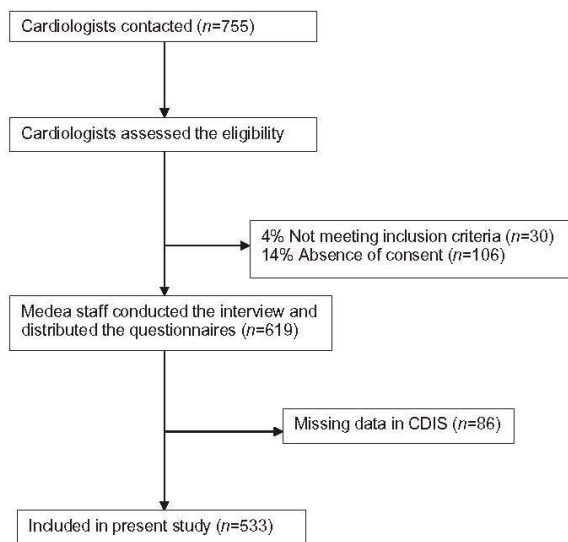 Cardiologists contacted (n=755)
Cardiologists assessed the eligibility
4% Not meeting inclusion criteria (n=30)
14% Absence of consent (n=106)
Medea staff conducted the interview and
distributed the questionnaires (n=619)
Missing data in CDIS (n=86)
Included in present study (n=533)